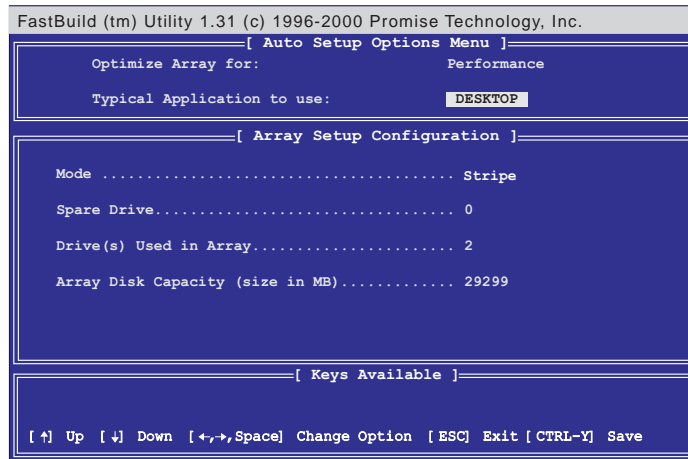 FastBuild (tm) Utility 1.31 (c) 1996-2000 Promise Technology, Inc.
[ Auto Setup Options Menu ]
Optimize Array for: Performance
Typical Application to use: DESKTOP
[ Array Setup Configuration ]
Mode ........................................ Stripe
Spare Drive.................................. 0
Drive(s) Used in Array....................... 2
Array Disk Capacity (size in MB)............. 29299
[ Keys Available ]
[↑] Up [↓] Down [←,→,Space] Change Option [ESC] Exit [CTRL-Y] Save